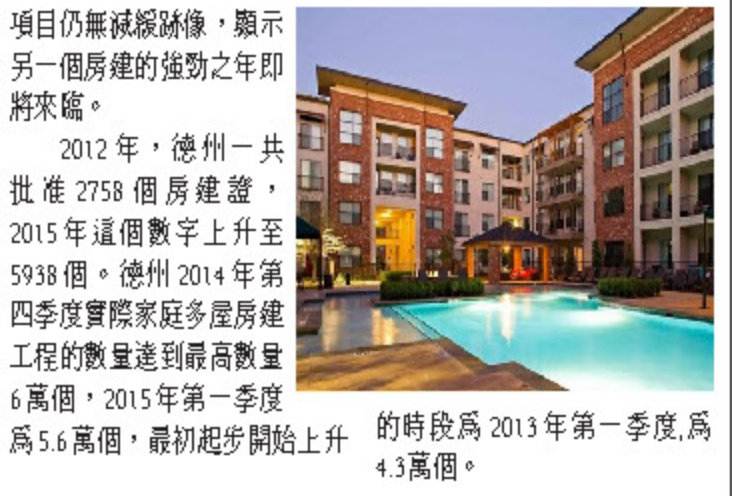 項目仍無減緩跡像，顯示
另一個房建的強勁之年即
將來臨。
2012 年，德州一共
批准 2758 個房建證，
2015 年這個數字上升至
5938 個。德州 2014 年第
四季度實際家庭多屋房建
工程的數量達到最高數量
6 萬個，2015 年第一季度
爲 5.6 萬個，最初起步開始上升
的時段爲 2013 年第一季度,爲
4.3萬個。